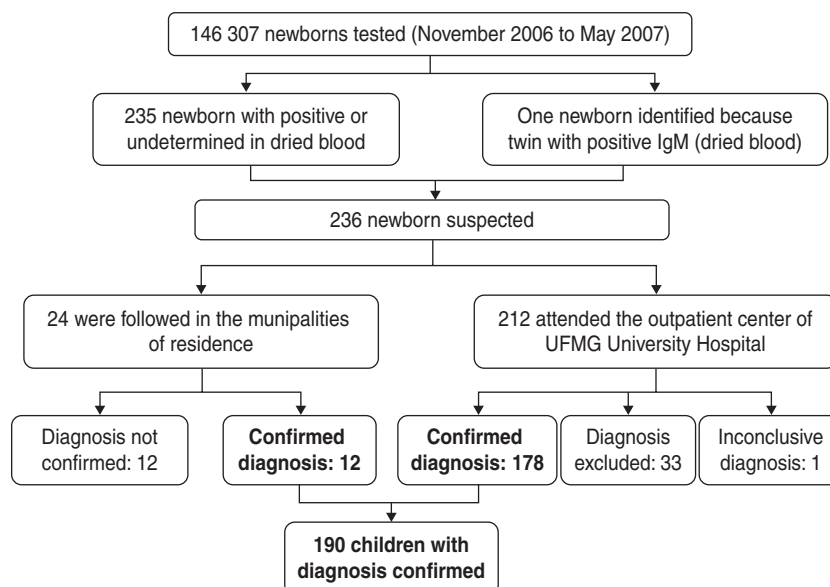 146 307 newborns tested (November 2006 to May 2007)
235 newborn with positive or
undetermined in dried blood
One newborn identified because
twin with positive IgM (dried blood)
236 newborn suspected
24 were followed in the munipalities
of residence
212 attended the outpatient center of
UFMG University Hospital
Diagnosis not
confirmed: 12
Confirmed
diagnosis: 12
Confirmed
diagnosis: 178
Diagnosis
excluded: 33
Inconclusive
diagnosis: 1
190 children with
diagnosis confirmed